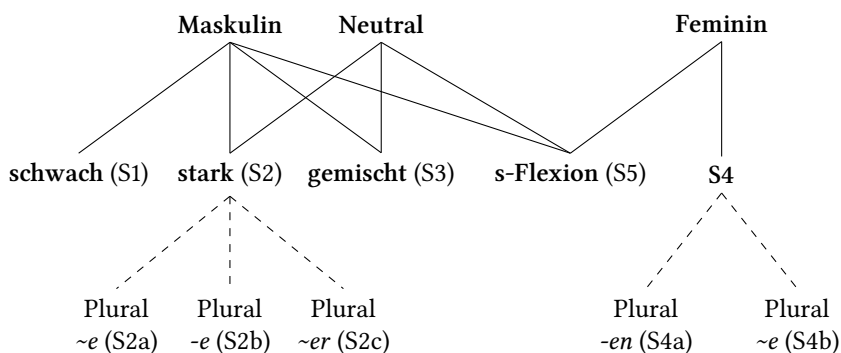 Maskulin Neutral Feminin
schwach (S1) stark (S2) gemischt (S3) s-Flexion (S5) S4
Plural Plural Plural Plural Plural
~e (S2a) -e (S2b) ~er (S2c) -en (S4a) ~e (S4b)